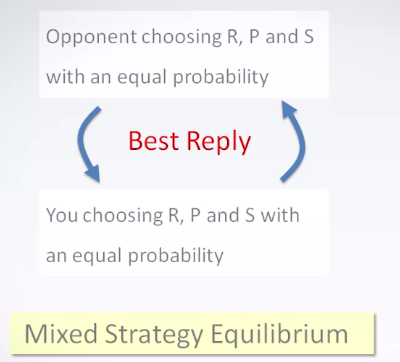 Opponent choosing R, P and S
with an equal probability
Best Reply
You choosing R, P and S with
an equal probability
Mixed Strategy Equilibrium